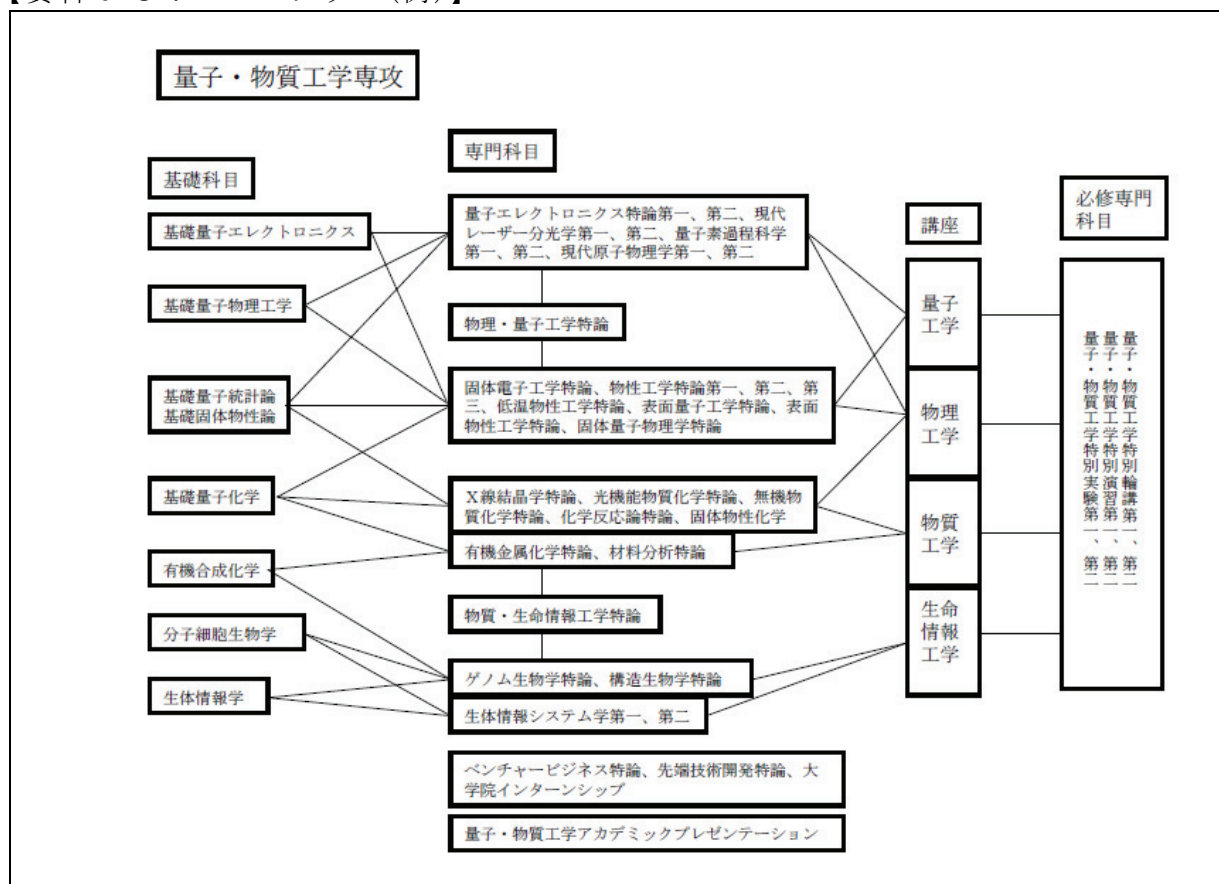 量子・物質工学専攻
基礎科目
基礎量子エレクトロニクス
基礎量子物理工学
基礎量子統計論
基礎固体物性論
基礎量子化学
有機合成化学
分子細胞生物学
生体情報学
専門科目
量子エレクトロニクス特論第一、第二、現代
レーザー分光学第一、第二、量子素過程科学
第一、第二、現代原子物理学第一、第二
物理・量子工学特論
固体電子工学特論、物性工学特論第一、第二、第
三、低温物性工学特論、表面量子工学特論、表面
物性工学特論、固体量子物理学特論
X線結晶学特論、光機能物質化学特論、無機物
質化学特論、化学反応論特論、固体物性化学
有機金属化学特論、材料分析特論
物質・生命情報工学特論
ゲノム生物学特論、構造生物学特論
生体情報システム学第一、第二
ベンチャービジネス特論、先端技術開発特論、大
学院インターンシップ
量子・物質工学アカデミックプレゼンテーション
講座
量子
工学
物理
工学
物質
工学
生命
情報
工学
必修専門
科目
量子・物質工学特別輪講第一、第二
量子・物質工学特別演習第一、第二
量子・物質工学特別実験第一、第二